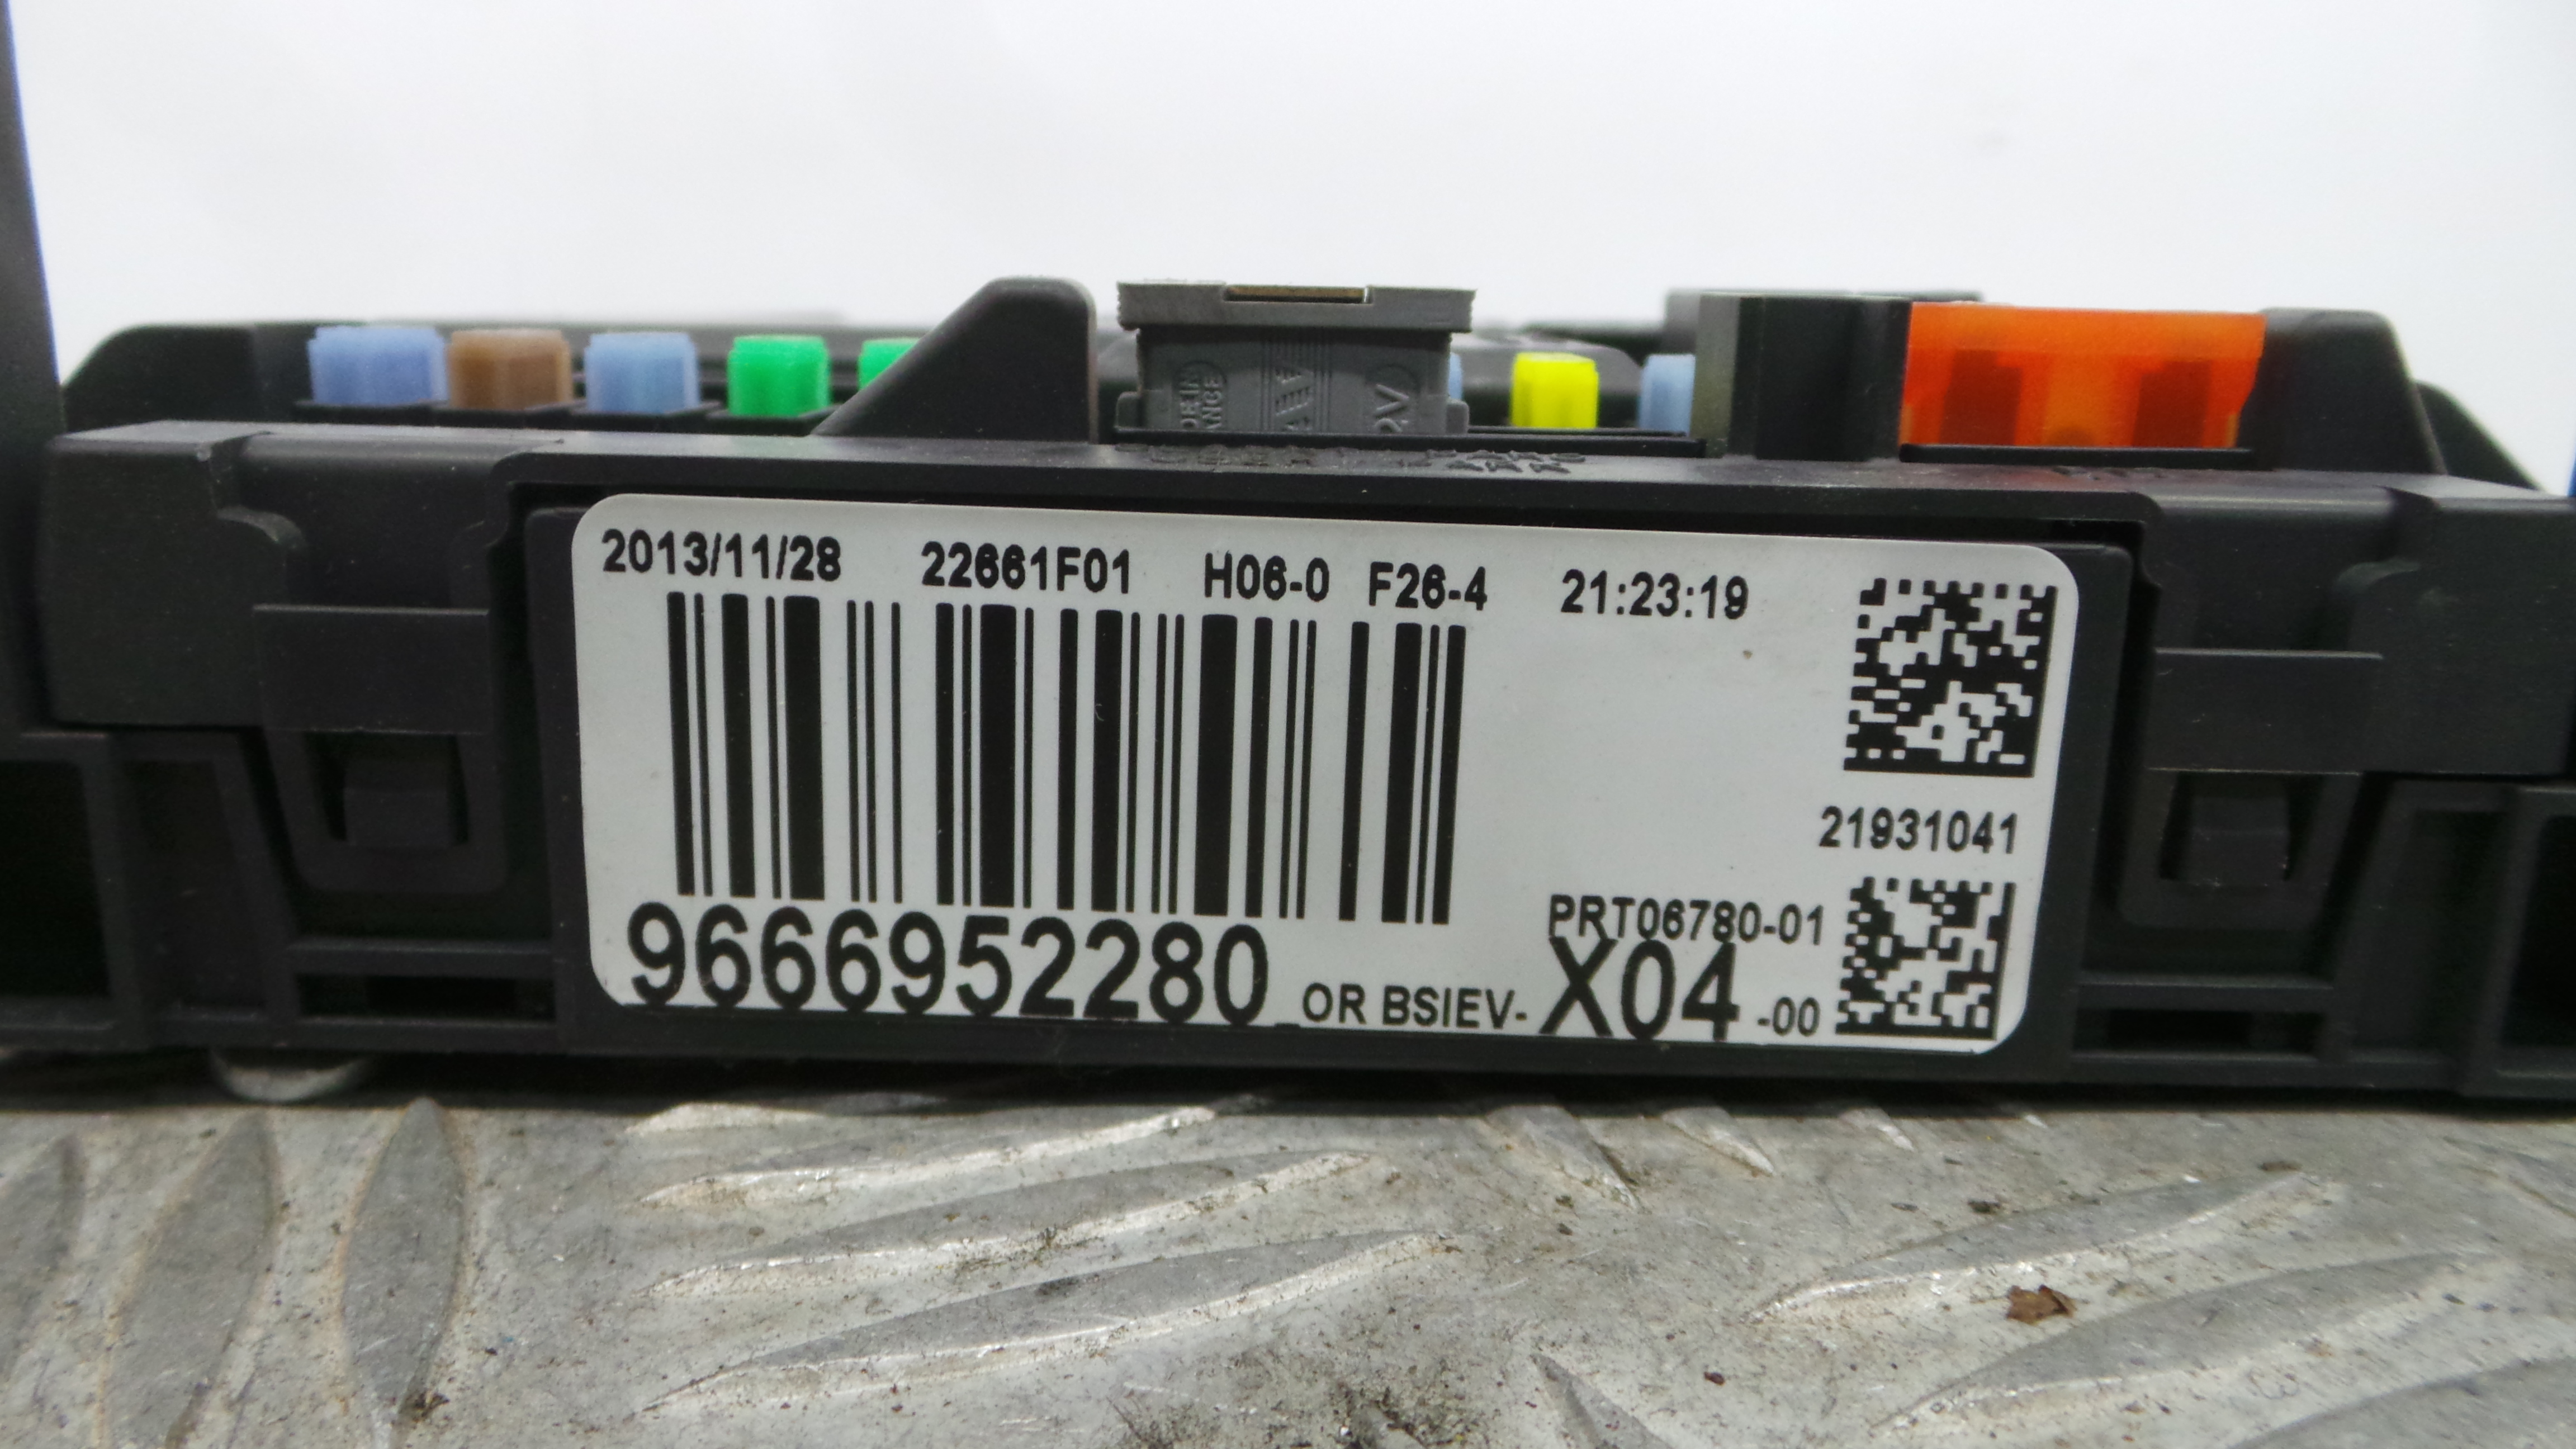 2013/11/28 22661F01 H06-0 F26-4 21:23:19
21931041
PRT06780-01
9666952280 OR BSIEV- X04 -00